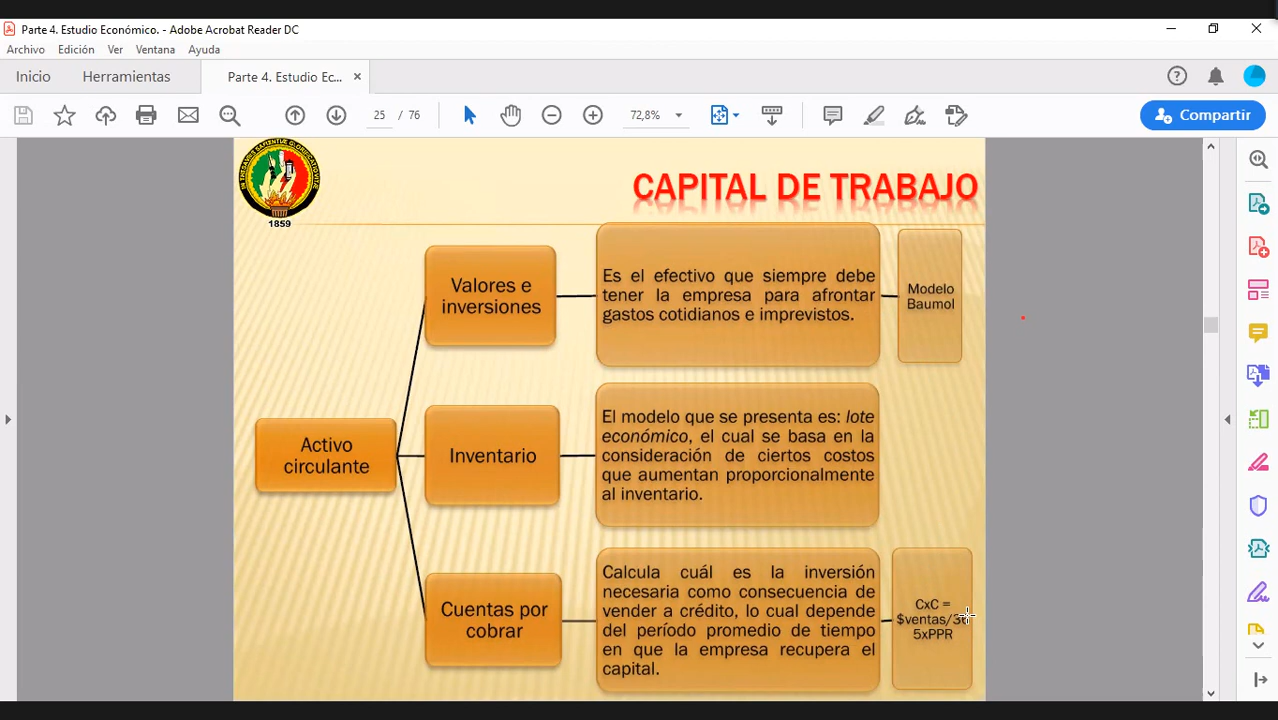 Parte 4. Estudio Económico. - Adobe Acrobat Reader DC
Archivo Edición Ver Ventana Ayuda
Inicio Herramientas Parte 4. Estudio Ec... ×
25 / 76 72,8% Compartir
1859
CAPITAL DE TRABAJO
Activo
circulante
Valores e
inversiones
Es el efectivo que siempre debe
tener la empresa para afrontar
gastos cotidianos e imprevistos.
Modelo
Baumol
Inventario
El modelo que se presenta es: lote
económico, el cual se basa en la
consideración de ciertos costos
que aumentan proporcionalmente
al inventario.
Cuentas por
cobrar
Calcula cuál es la inversión
necesaria como consecuencia de
vender a crédito, lo cual depende
del período promedio de tiempo
en que la empresa recupera el
capital.
CxC =
$ventas/36
5xPPR